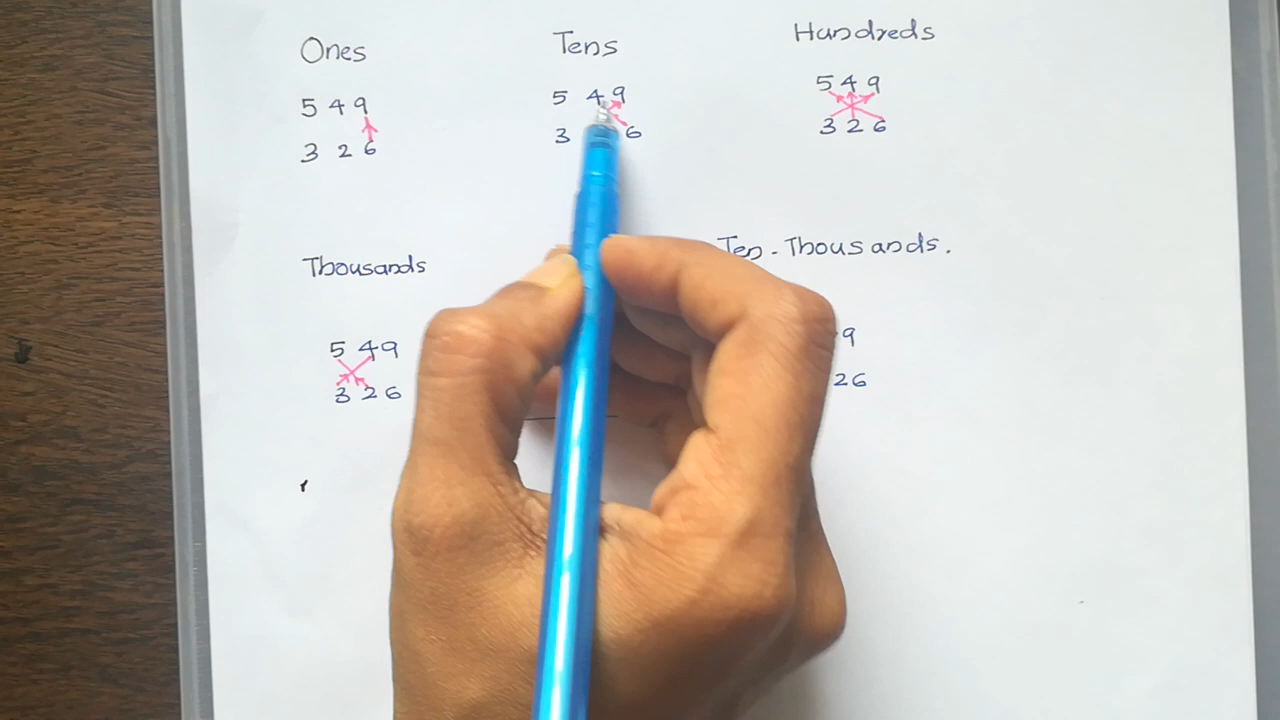 Ones
5 4 9
3 2 6
Tens
5 4 9
3 6
Hundreds
5 4 9
3 2 6
Thousands
5 4 9
3 2 6
Ten-Thousands.
9
26